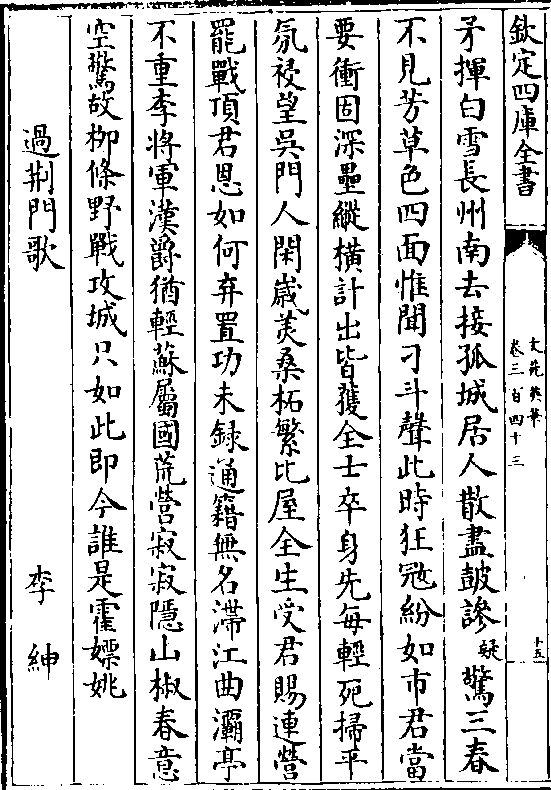 欽定四庫全書
文苑英華
卷三百四十三
十五
矛揮白雪長州南去接孤城居人散盡鼓謲疑驚三春
不見芳草色四面惟聞刁斗聲此時狂冦紛如市君當
要衝固深壘縱横計出皆獲全士卒身先每輕死掃平
氛祲望吳門人閑嵗羙桑柘繁比屋全生受君賜連營
罷戰頂君恩如何弃置功未録通籍無名滯江曲灞亭
不重李將軍漢爵猶輕蘇屬國荒營寂寂隱山椒春意
空驚故栁條野戰攻城只如此即今誰是霍嫖姚
過荆門歌 李紳